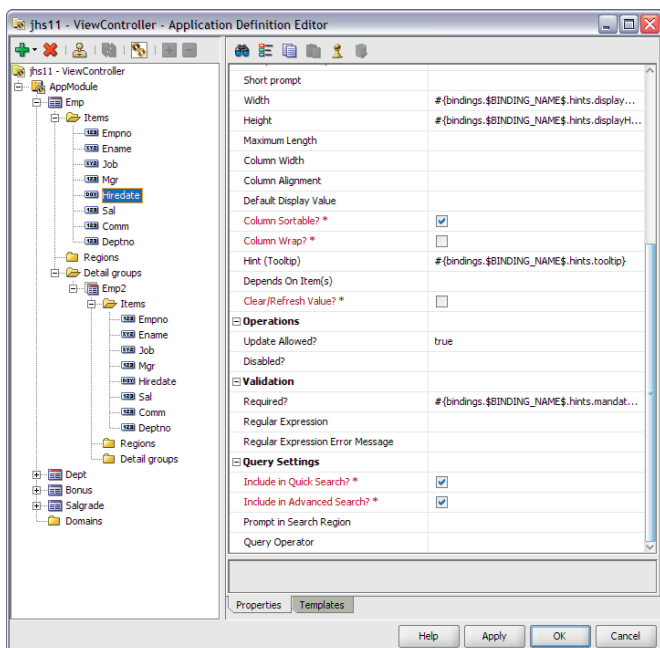 jhs11 - ViewController - Application Definition Editor
jhs11 - ViewController
AppModule
Emp
Items
Empno
Ename
Job
Mgr
Hiredate
Sal
Comm
Deptno
Regions
Detail groups
Emp2
Items
Empno
Ename
Job
Mgr
Hiredate
Sal
Comm
Deptno
Regions
Detail groups
Dept
Bonus
Salgrade
Domains
Short prompt
Width #{bindings.$BINDING_NAME$.hints.display...
Height #{bindings.$BINDING_NAME$.hints.displayH...
Maximum Length
Column Width
Column Alignment
Default Display Value
Column Sortable? *
Column Wrap? *
Hint (Tooltip) #{bindings.$BINDING_NAME$.hints.tooltip}
Depends On Item(s)
Clear/Refresh Value? *
Operations
Update Allowed? true
Disabled?
Validation
Required? #{bindings.$BINDING_NAME$.hints.mandat...
Regular Expression
Regular Expression Error Message
Query Settings
Include in Quick Search? *
Include in Advanced Search? *
Prompt in Search Region
Query Operator
Properties Templates
Help Apply OK Cancel